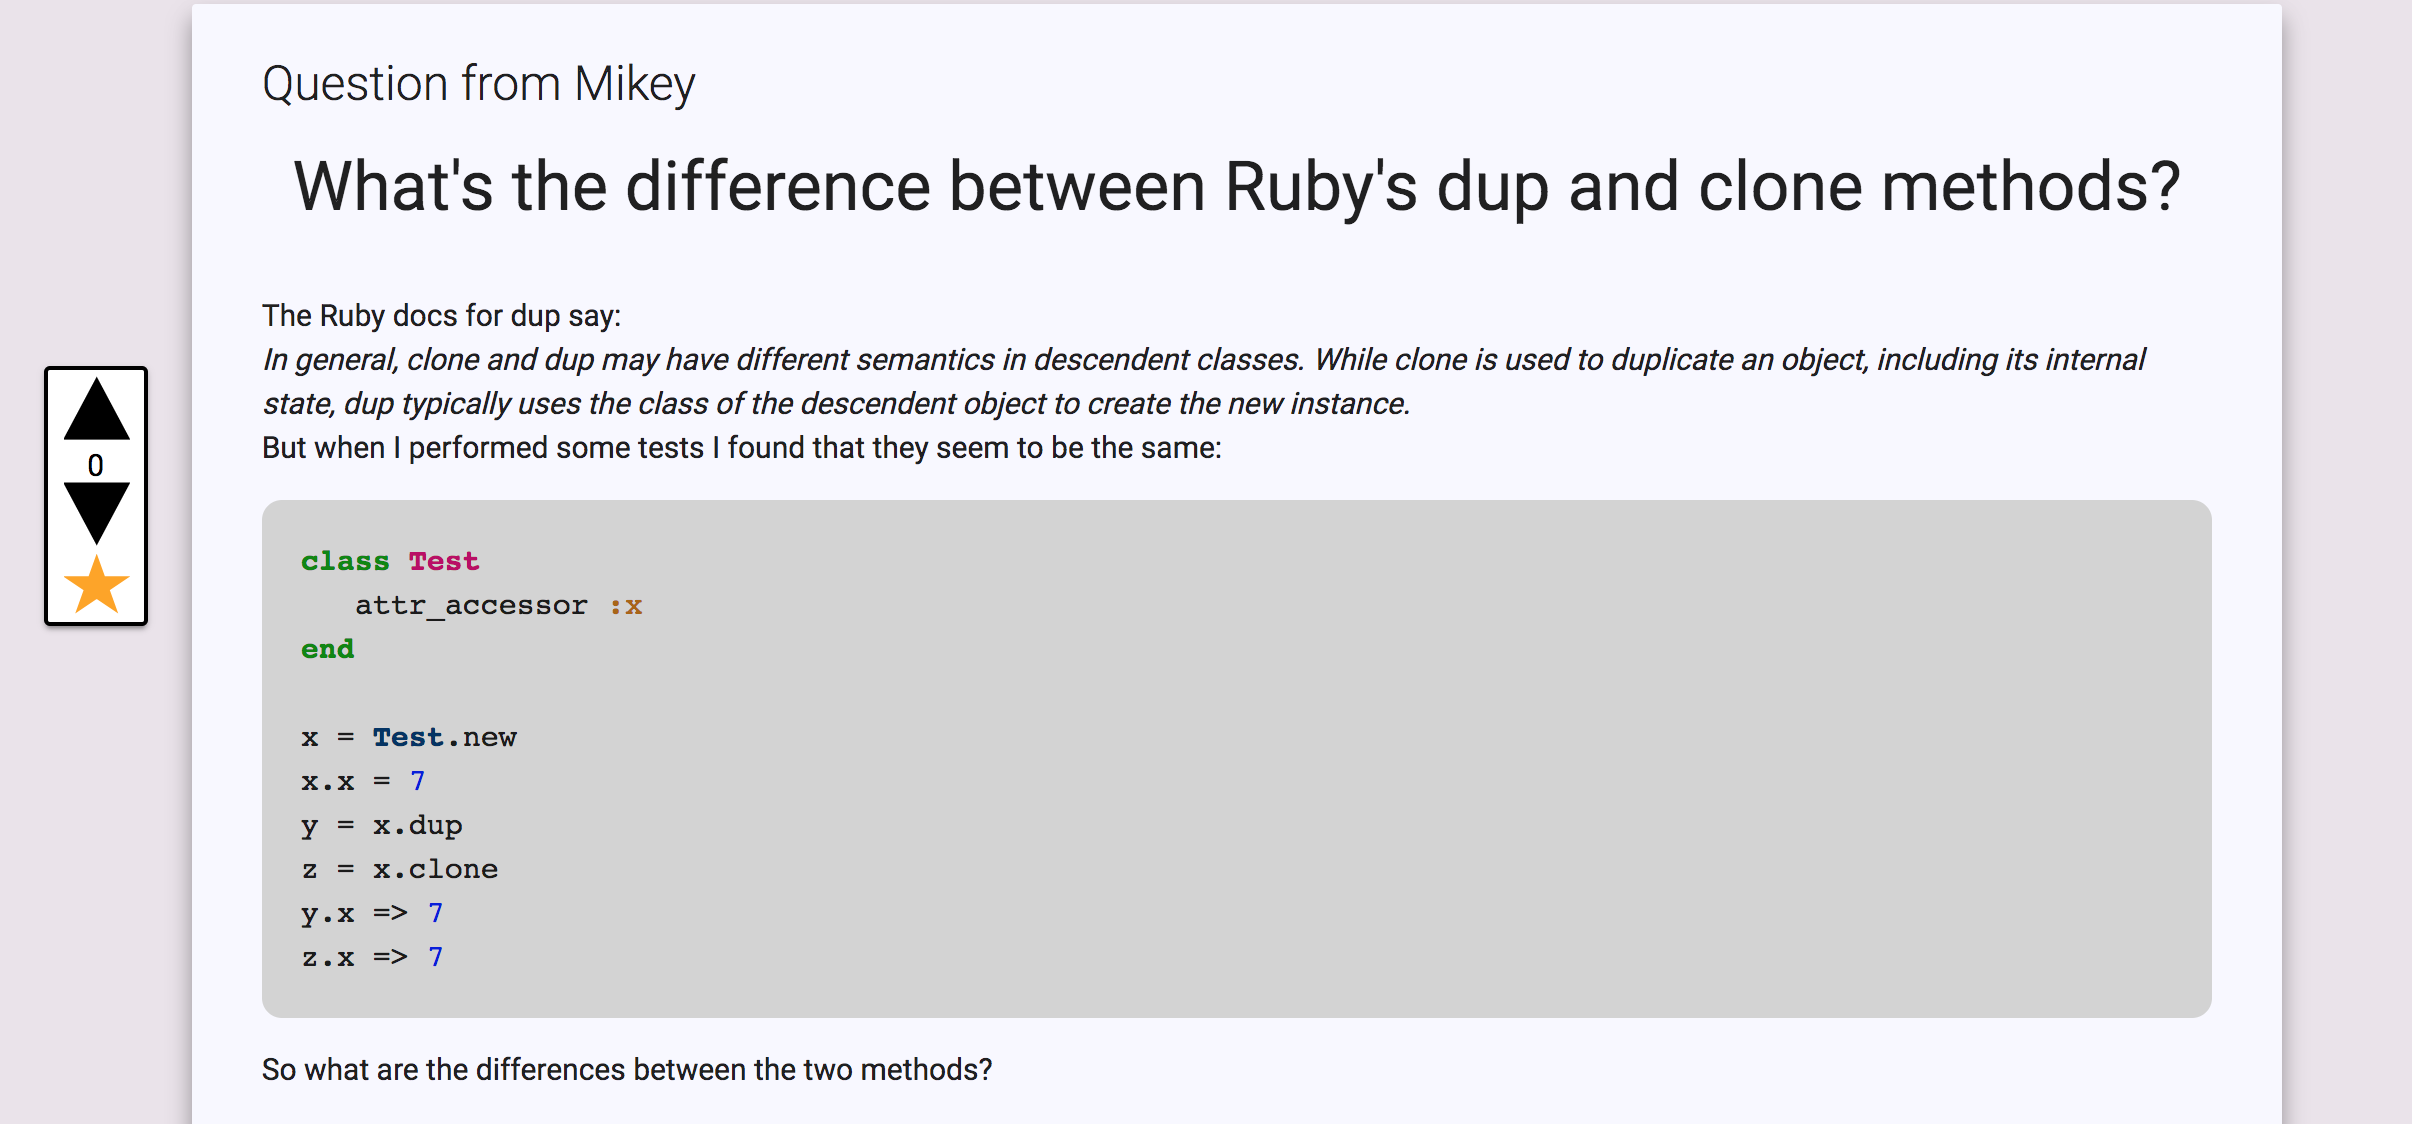 Question from Mikey
What's the difference between Ruby's dup and clone methods?
The Ruby docs for dup say:
In general, clone and dup may have different semantics in descendent classes. While clone is used to duplicate an object, including its internal
state, dup typically uses the class of the descendent object to create the new instance.
But when I performed some tests I found that they seem to be the same:
0
class Test
   attr_accessor :x
end
x = Test.new
x.x = 7
y = x.dup
z = x.clone
y.x => 7
z.x => 7
So what are the differences between the two methods?